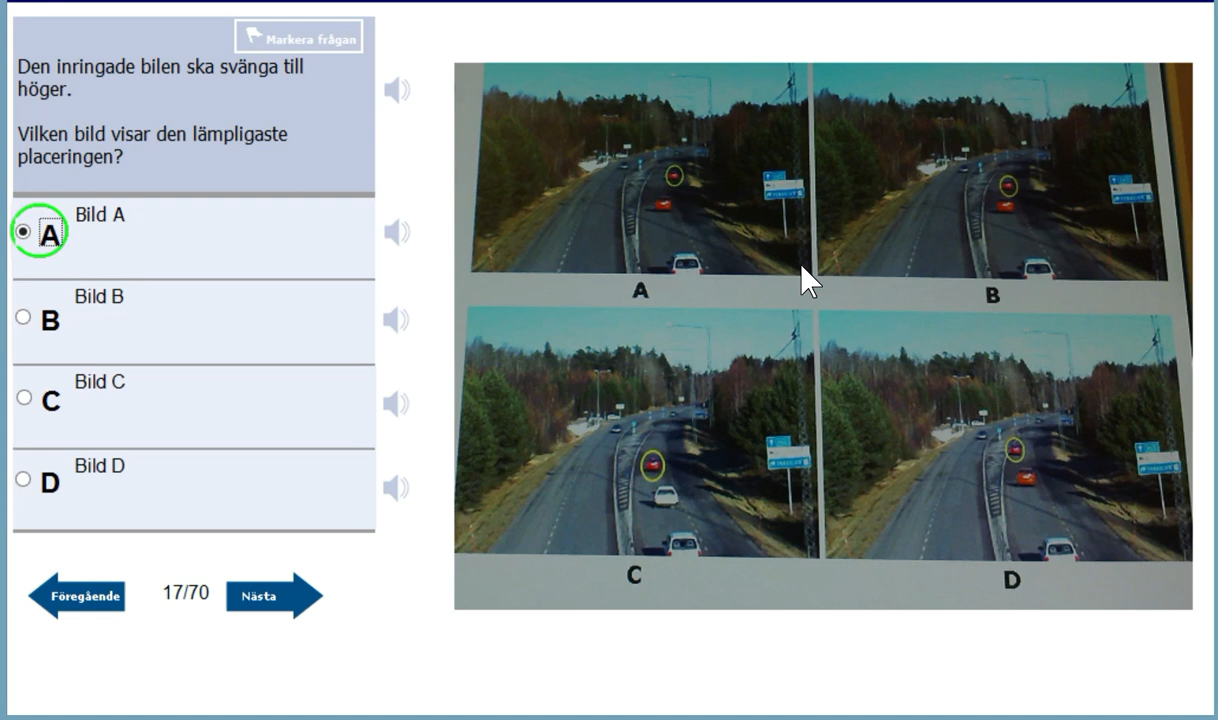 Markera frågan
Den inringade bilen ska svänga till
höger.
Vilken bild visar den lämpligaste
placeringen?
A Bild A
B Bild B
C Bild C
D Bild D
Föregående 17/70 Nästa
A
B
C
D